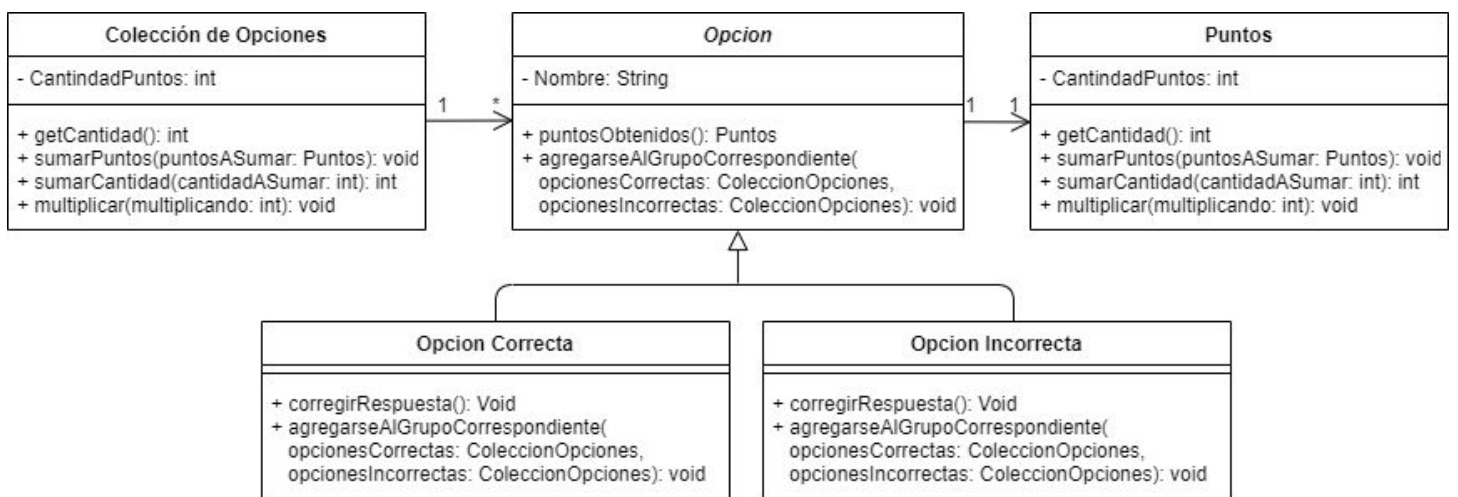 Colección de Opciones
- CantindadPuntos: int
+ getCantidad(): int
+ sumarPuntos(puntosASumar: Puntos): void
+ sumarCantidad(cantidadASumar: int): int
+ multiplicar(multiplicando: int): void
1
*
Opcion
- Nombre: String
+ puntosObtenidos(): Puntos
+ agregarseAlGrupoCorrespondiente(
opcionesCorrectas: ColeccionOpciones,
opcionesIncorrectas: ColeccionOpciones): void
1
1
Puntos
- CantindadPuntos: int
+ getCantidad(): int
+ sumarPuntos(puntosASumar: Puntos): void
+ sumarCantidad(cantidadASumar: int): int
+ multiplicar(multiplicando: int): void
Opcion Correcta
+ corregirRespuesta(): Void
+ agregarseAlGrupoCorrespondiente(
opcionesCorrectas: ColeccionOpciones,
opcionesIncorrectas: ColeccionOpciones): void
Opcion Incorrecta
+ corregirRespuesta(): Void
+ agregarseAlGrupoCorrespondiente(
opcionesCorrectas: ColeccionOpciones,
opcionesIncorrectas: ColeccionOpciones): void